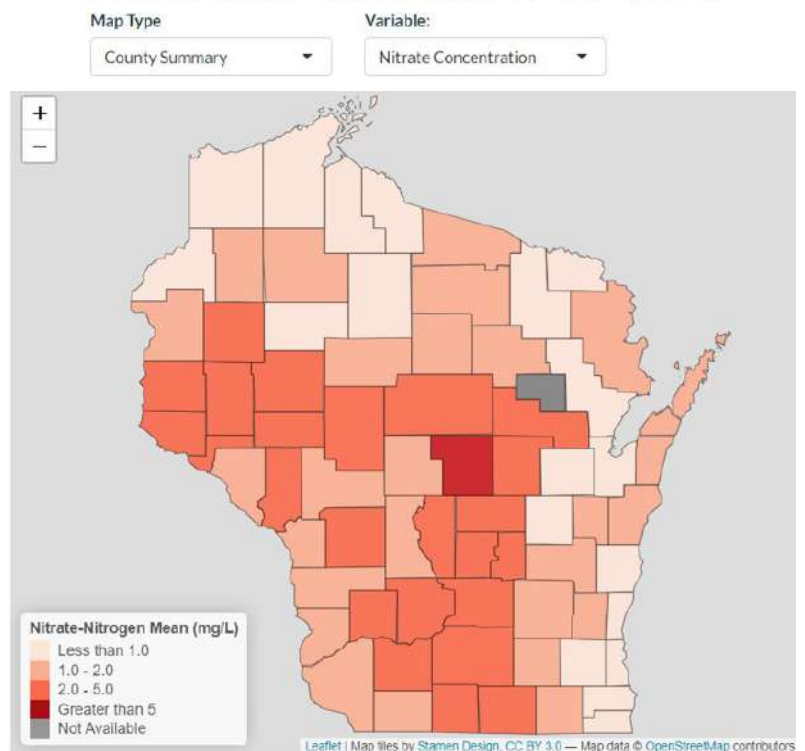 Map Type
Variable:
County Summary
Nitrate Concentration
+
−
Nitrate-Nitrogen Mean (mg/L)
Less than 1.0
1.0 - 2.0
2.0 - 5.0
Greater than 5
Not Available
Leaflet | Map tiles by Stamen Design, CC BY 3.0 — Map data © OpenStreetMap contributors